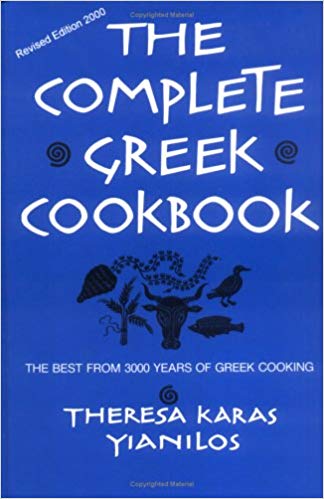 Revised Edition 2000
THE
COMPLETE
GREEK
COOKBOOK
THE BEST FROM 3000 YEARS OF GREEK COOKING
THERESA KARAS
YIANILOS